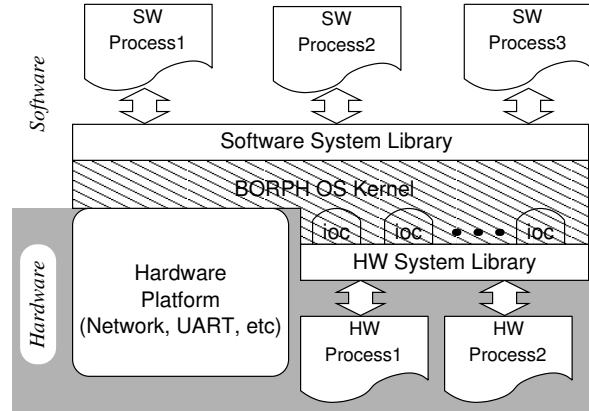 Software
SW
Process1
SW
Process2
SW
Process3
Software System Library
BORPH OS Kernel
ioc
ioc
ioc
HW System Library
Hardware
Hardware
Platform
(Network, UART, etc)
HW
Process1
HW
Process2